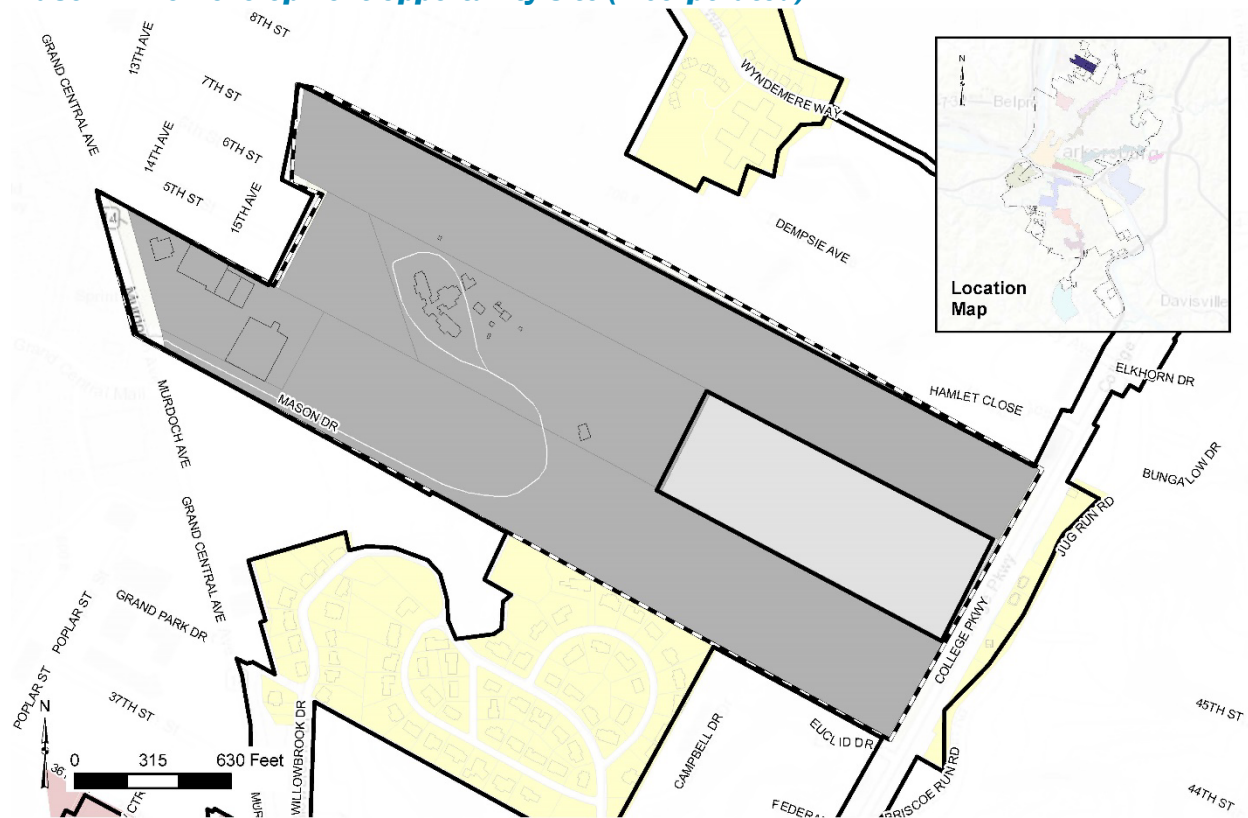 8TH ST
13TH AVE
GRAND CENTRAL AVE
7TH ST
14TH AVE
6TH ST
5TH ST
15TH AVE
WYNDEMERE WAY
DEMPSIE AVE
N
Belpre
Davisville
Location
Map
ELKHORN DR
HAMLET CLOSE
BUNGALOW DR
JUG RUN RD
COLLEGE PKWY
MASON DR
MURDOCH AVE
GRAND CENTRAL AVE
GRAND PARK DR
POPLAR ST
POPLAR ST
37TH ST
WILLOWBROOK DR
CAMPBELL DR
EUCLID DR
BRISCOE RUN RD
45TH ST
44TH ST
N
0 315 630 Feet